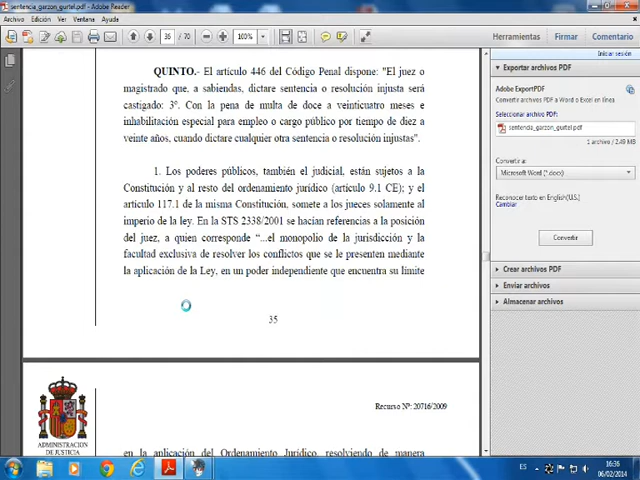 sentencia_garzon_gurtel.pdf - Adobe Reader
Archivo Edición Ver Ventana Ayuda
36 / 70 100% Herramientas Firmar Comentario
Iniciar sesión
QUINTO.- El artículo 446 del Código Penal dispone: "El juez o
magistrado que, a sabiendas, dictare sentencia o resolución injusta será
castigado: 3º. Con la pena de multa de doce a veinticuatro meses e
inhabilitación especial para empleo o cargo público por tiempo de diez a
veinte años, cuando dictare cualquier otra sentencia o resolución injustas".
1. Los poderes públicos, también el judicial, están sujetos a la
Constitución y al resto del ordenamiento jurídico (artículo 9.1 CE); y el
artículo 117.1 de la misma Constitución, somete a los jueces solamente al
imperio de la ley. En la STS 2338/2001 se hacían referencias a la posición
del juez, a quien corresponde "...el monopolio de la jurisdicción y la
facultad exclusiva de resolver los conflictos que se le presenten mediante
la aplicación de la Ley, en un poder independiente que encuentra su límite
35
ADMINISTRACION
DE JUSTICIA
Recurso Nº: 20716/2009
en la aplicación del Ordenamiento Jurídico resolviendo de manera
Exportar archivos PDF
Adobe ExportPDF
Convertir archivos PDF a Word o Excel en línea
Seleccionar archivo PDF:
sentencia_garzon_gurtel.pdf
1 archivo / 2,49 MB
Convertir a:
Microsoft Word (*.docx)
Reconocer texto en English(U.S.)
Cambiar
Convertir
Crear archivos PDF
Enviar archivos
Almacenar archivos
ES
16:36
06/02/2014